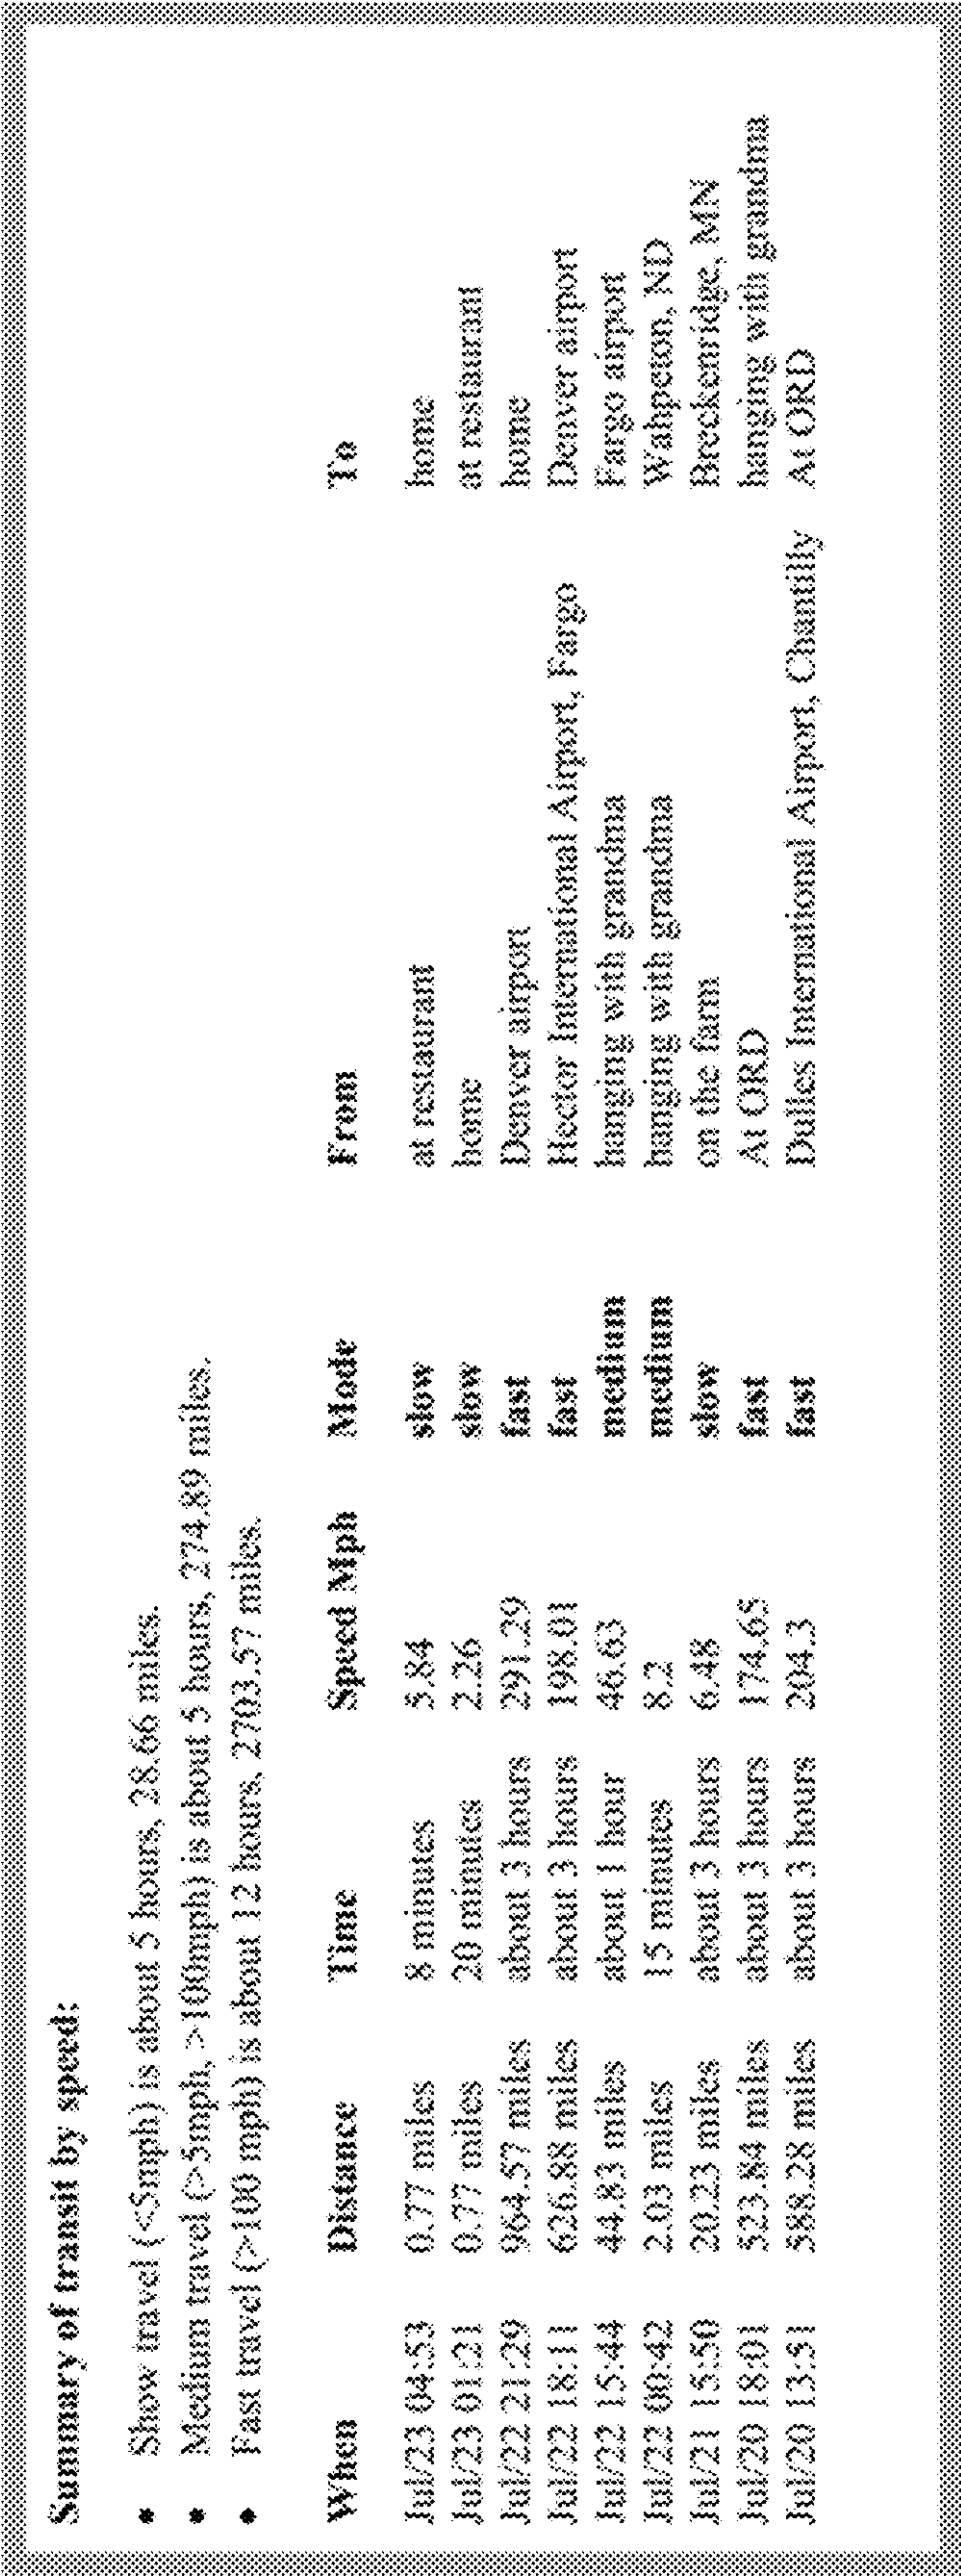 Summary of transit by speed:
• Show travel (<5mph) is about 5 hours, 28.66 miles.
• Medium travel (>5mph, >100mph) is about 5 hours, 274.89 miles.
• Fast travel (>100 mph) is about 12 hours, 2703.57 miles.
When Distance Time Speed Mph Mode From To
Jul/23 04:53 0.77 miles 8 minutes 5.84 slow at restaurant home
Jul/23 01:21 0.77 miles 20 minutes 2.26 slow home at restaurant
Jul/22 21:29 964.57 miles about 3 hours 291.29 fast Denver airport home
Jul/22 18:11 626.88 miles about 3 hours 198.01 fast Hector International Airport, Fargo Denver airport
Jul/22 15:44 44.83 miles about 1 hour 46.63 medium hanging with grandma Fargo airport
Jul/22 00:42 2.03 miles 15 minutes 8.2 medium hanging with grandma Wahpeton, ND
Jul/21 15:50 20.23 miles about 3 hours 6.48 slow on the farm Breckenridge, MN
Jul/20 18:01 523.84 miles about 3 hours 174.65 fast At ORD hanging with grandma
Jul/20 13:51 588.28 miles about 3 hours 204.3 fast Dulles International Airport, Chantilly At ORD